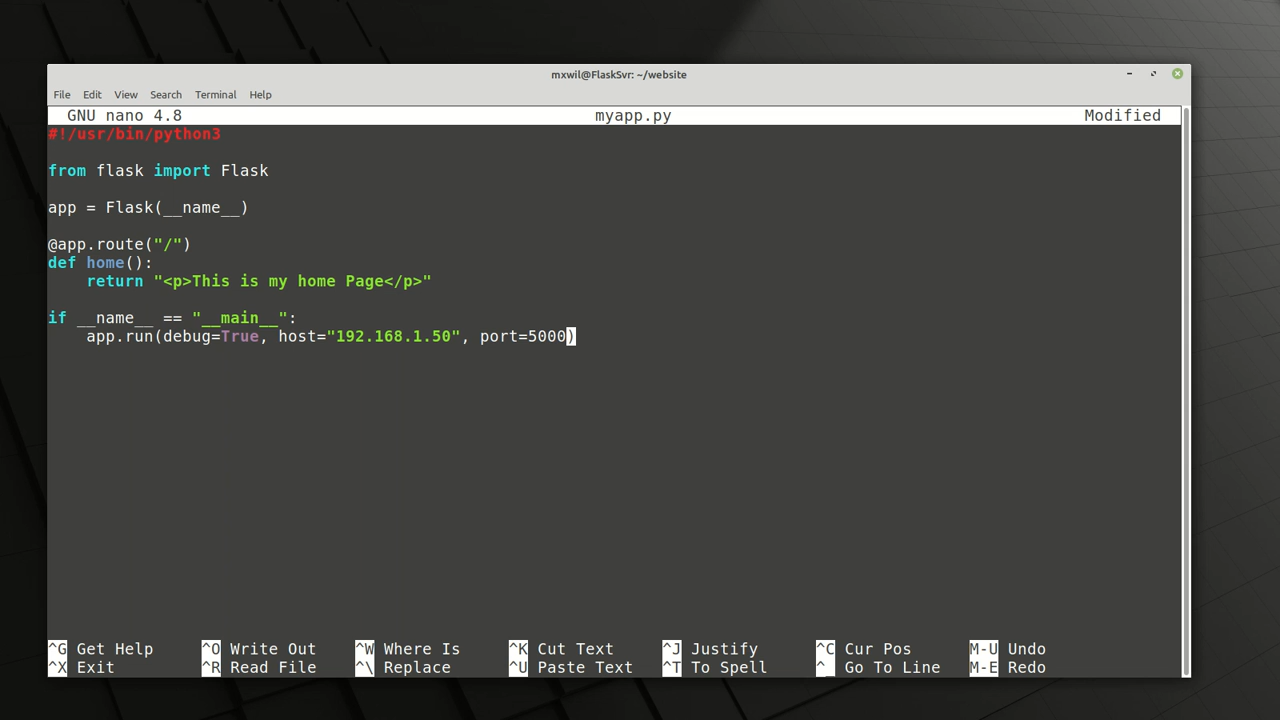 mxwil@FlaskSvr: ~/website
File Edit View Search Terminal Help
GNU nano 4.8 myapp.py Modified
#!/usr/bin/python3
from flask import Flask
app = Flask(__name__)
@app.route("/")
def home():
    return "<p>This is my home Page</p>"
if __name__ == "__main__":
    app.run(debug=True, host="192.168.1.50", port=5000)
^G Get Help ^O Write Out ^W Where Is ^K Cut Text ^J Justify ^C Cur Pos M-U Undo
^X Exit ^R Read File ^\ Replace ^U Paste Text ^T To Spell ^_ Go To Line M-E Redo